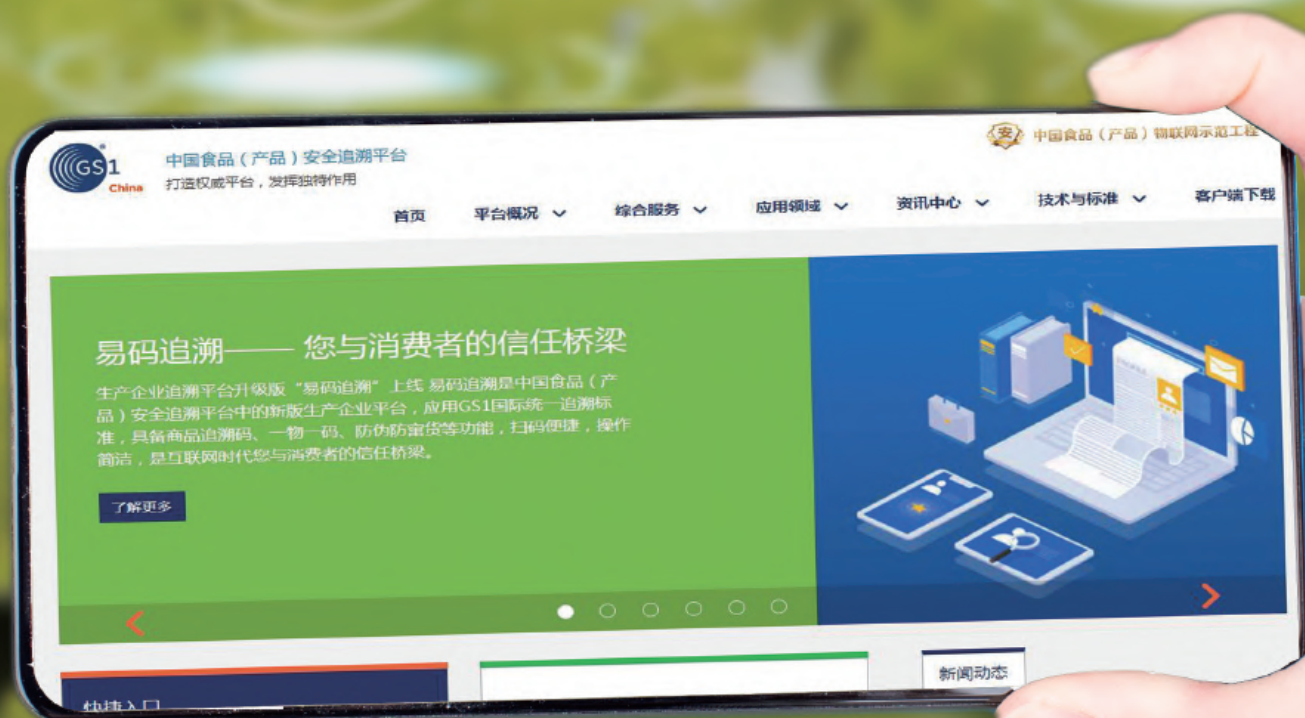 GS1
China
中国食品（产品）安全追溯平台
打造权威平台，发挥独特作用
安
中国食品（产品）物联网示范工程
首页
平台概况
综合服务
应用领域
资讯中心
技术与标准
客户端下载
易码追溯—— 您与消费者的信任桥梁
生产企业追溯平台升级版“易码追溯”上线 易码追溯是中国食品（产
品）安全追溯平台中的新版生产企业平台，应用GS1国际统一追溯标
准，具备商品追溯码、一物一码、防伪防窜货等功能，扫码便捷，操作
简洁，是互联网时代您与消费者的信任桥梁。
了解更多
快捷入口
新闻动态